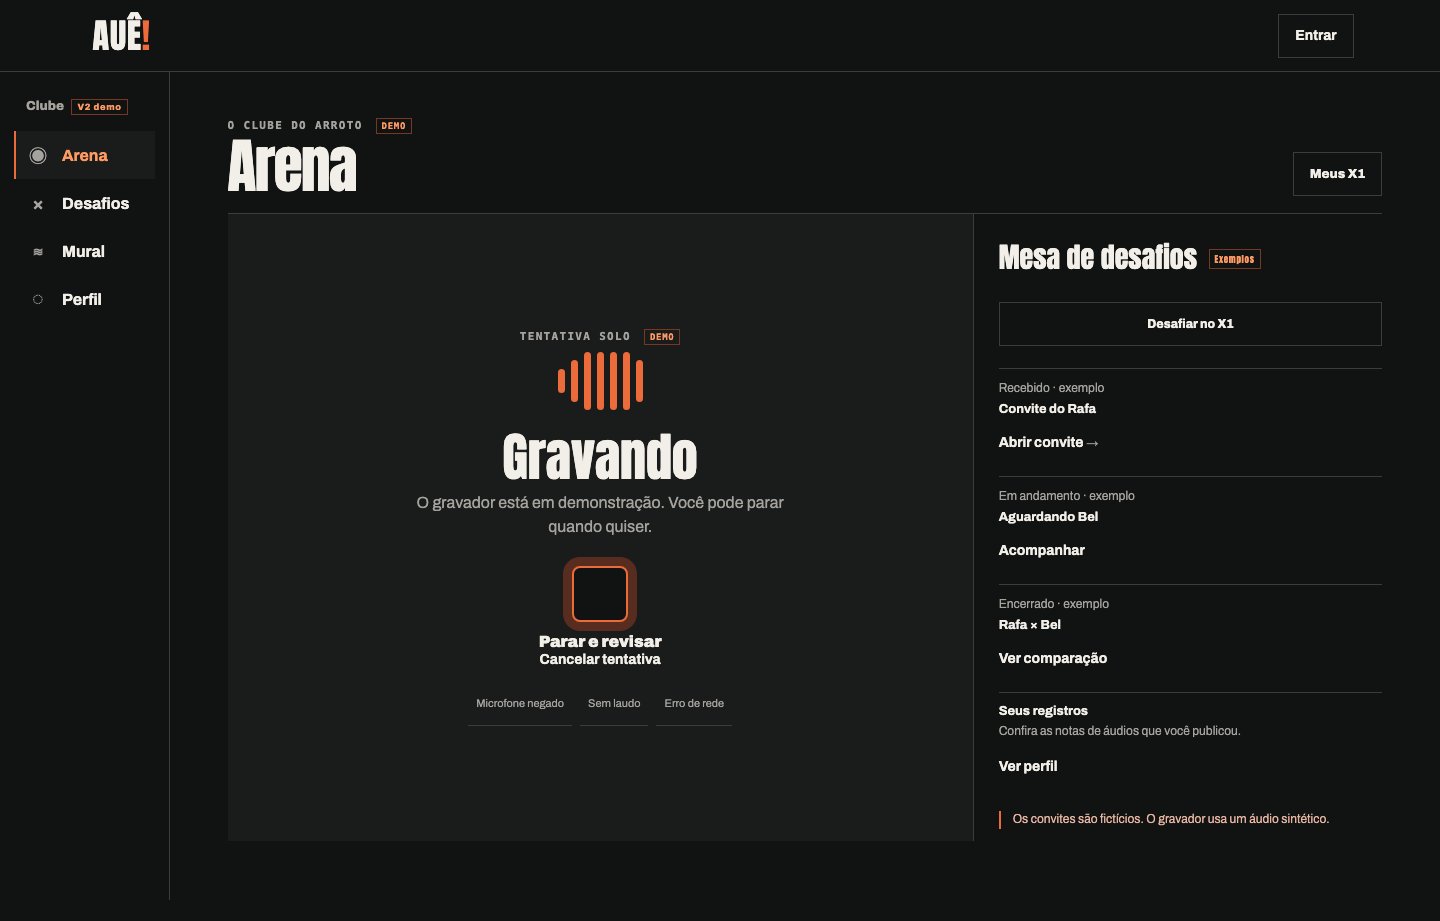 AUÊ!
Entrar
Clube V2 demo
Arena
Desafios
Mural
Perfil
O CLUBE DO ARROTO DEMO
Arena
Meus X1
TENTATIVA SOLO DEMO
Gravando
O gravador está em demonstração. Você pode parar
quando quiser.
Parar e revisar
Cancelar tentativa
Microfone negado Sem laudo Erro de rede
Mesa de desafios Exemplos
Desafiar no X1
Recebido · exemplo
Convite do Rafa
Abrir convite →
Em andamento · exemplo
Aguardando Bel
Acompanhar
Encerrado · exemplo
Rafa × Bel
Ver comparação
Seus registros
Confira as notas de áudios que você publicou.
Ver perfil
Os convites são fictícios. O gravador usa um áudio sintético.